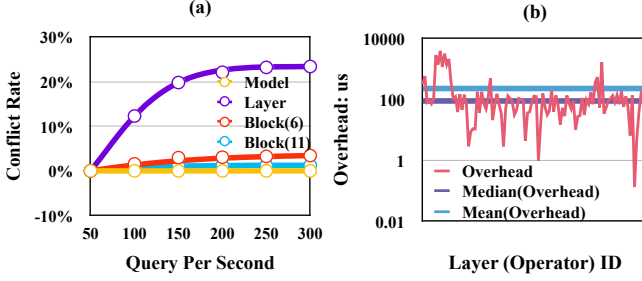 (a)
30%
20%
10%
0%
-10%
Conflict Rate
Model
Layer
Block(6)
Block(11)
50 100 150 200 250 300
Query Per Second
(b)
10000
100
1
0.01
Overhead: us
Overhead
Median(Overhead)
Mean(Overhead)
Layer (Operator) ID